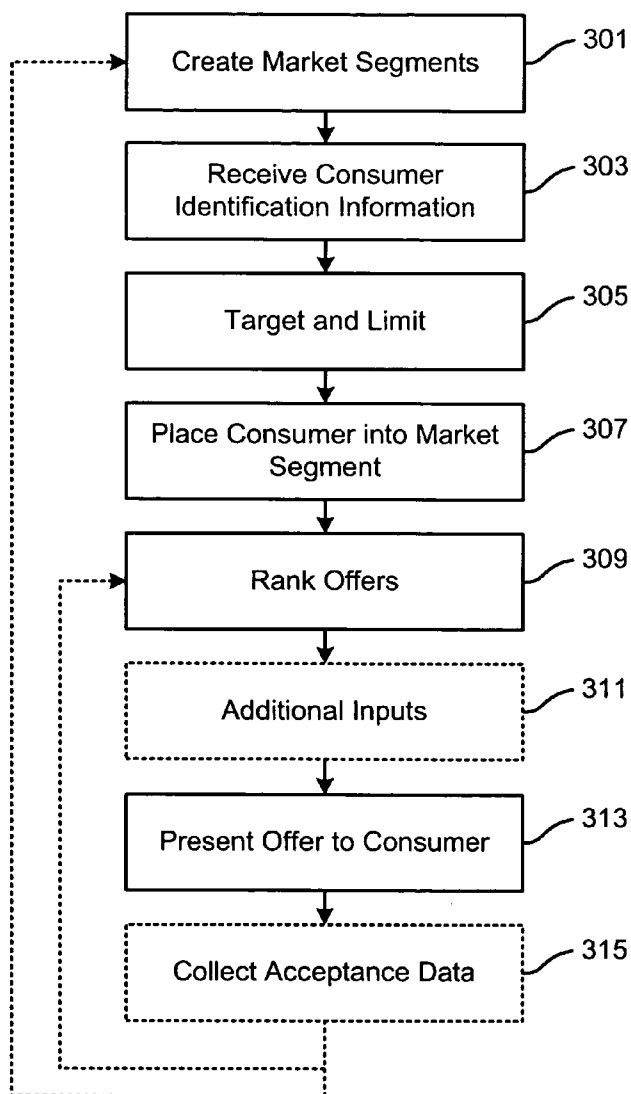 Create Market Segments
301
Receive Consumer
Identification Information
303
Target and Limit
305
Place Consumer into Market
Segment
307
Rank Offers
309
Additional Inputs
311
Present Offer to Consumer
313
Collect Acceptance Data
315